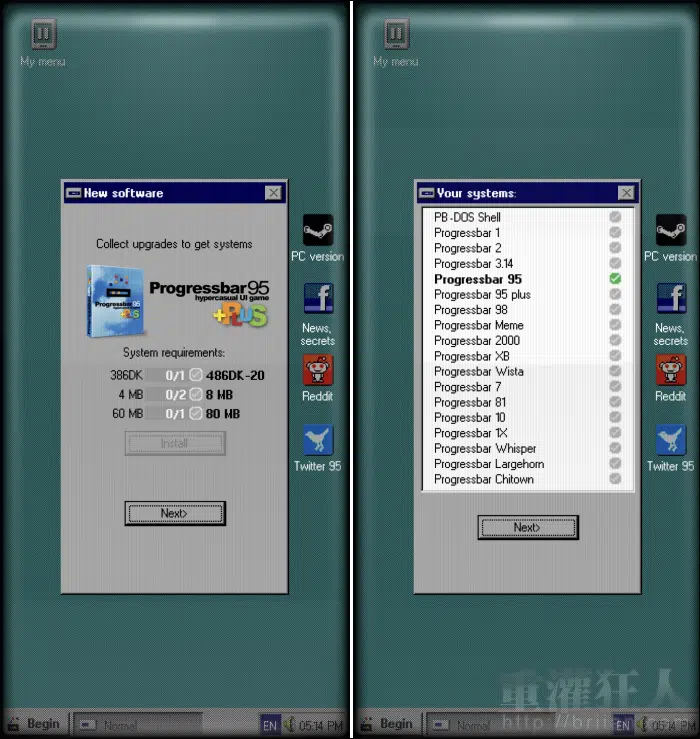 My menu
New software
Collect upgrades to get systems
Progressbar95
PLUS
Progressbar95
hypercasual UI game
+PLUS
System requirements:
386DK 0/1 486DK-20
4 MB 0/2 8 MB
60 MB 0/1 80 MB
Install
Next>
PC version
News,
secrets
Reddit
Twitter 95
Begin
Normal
EN
05:14 PM
My menu
Your systems:
PB-DOS Shell
Progressbar 1
Progressbar 2
Progressbar 3.14
Progressbar 95
Progressbar 95 plus
Progressbar 98
Progressbar Meme
Progressbar 2000
Progressbar XB
Progressbar Wista
Progressbar 7
Progressbar 81
Progressbar 10
Progressbar 1X
Progressbar Whisper
Progressbar Largehorn
Progressbar Chitown
Next>
PC version
News,
secrets
Reddit
Twitter 95
重灌狂人
Begin
Normal
EN
05:14 PM